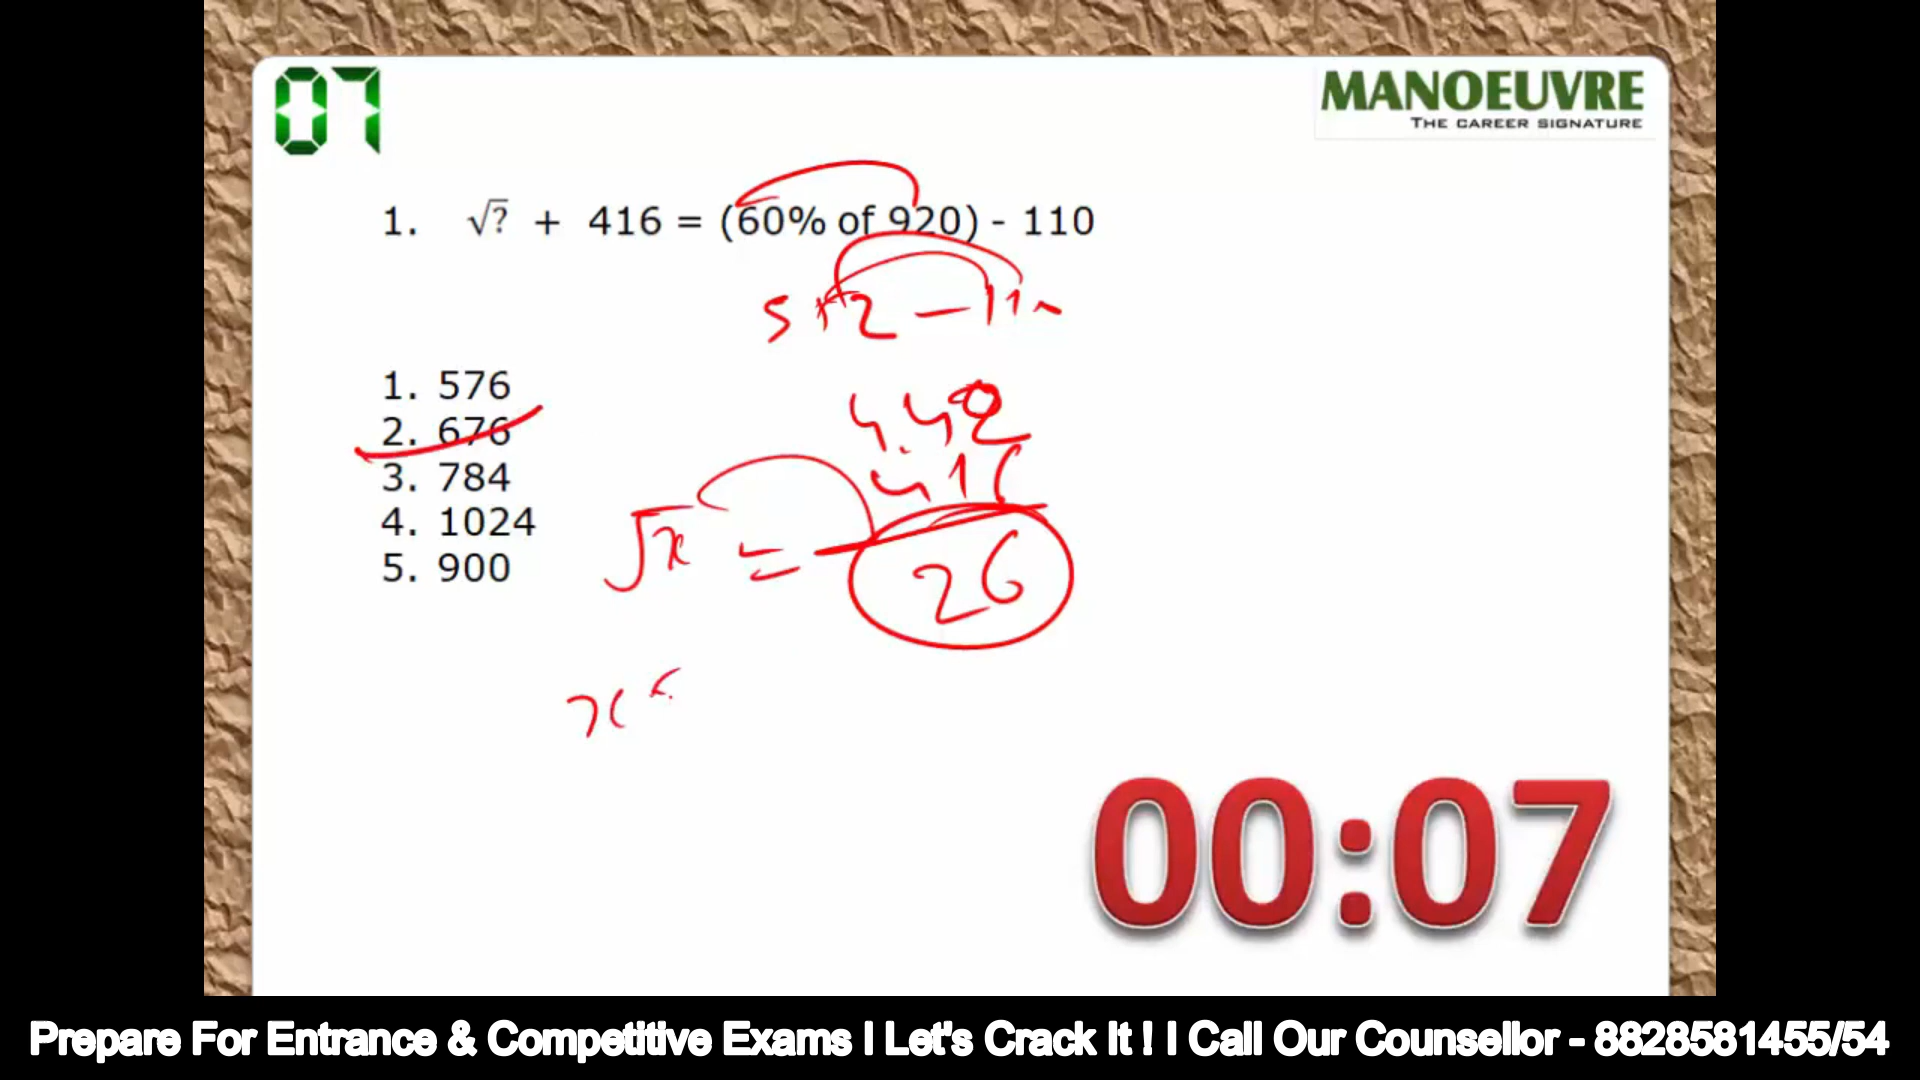 07
MANOEUVRE
THE CAREER SIGNATURE
1. √? + 416 = (60% of 920) - 110
2 - 11
1. 576
2. 676
3. 784
4. 1024
5. 900
442
416
√x = 26
x
00:07
Prepare For Entrance & Competitive Exams I Let's Crack It ! I Call Our Counsellor - 8828581455/54